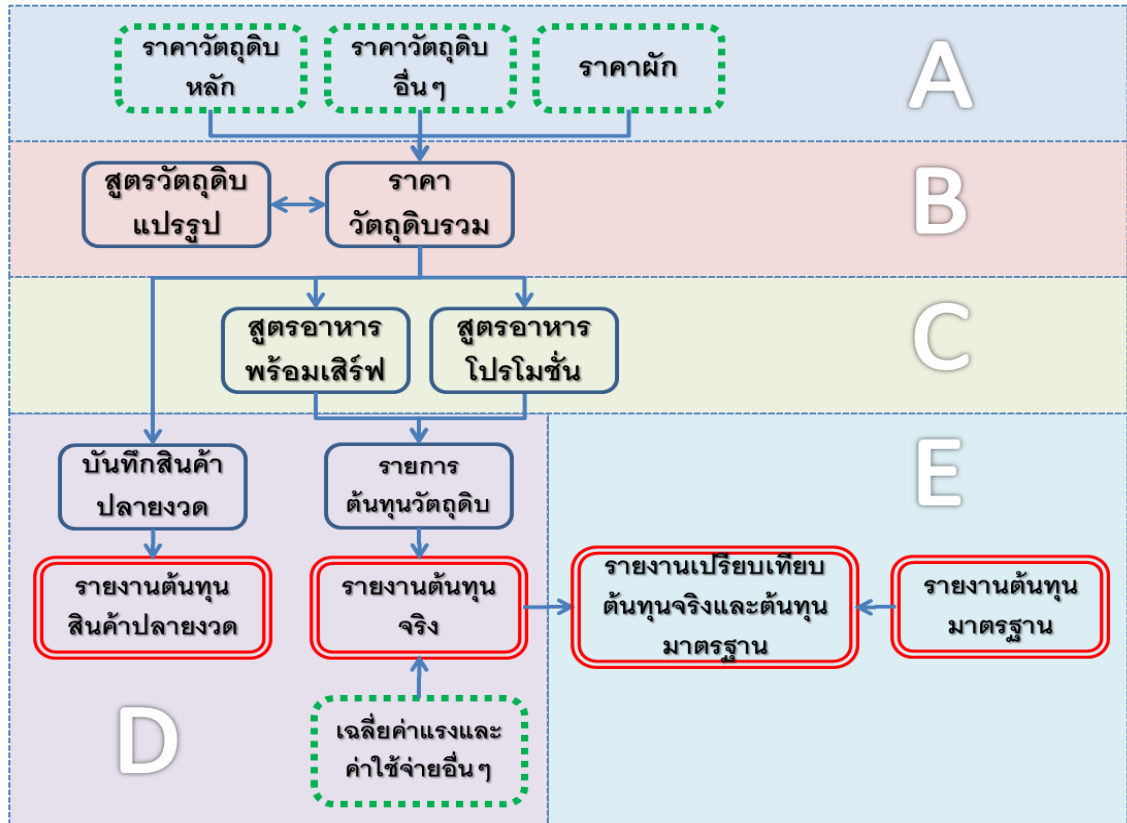 ราคาวัตถุดิบ
หลัก
ราคาวัตถุดิบ
อื่นๆ
ราคาผัก
A
สูตรวัตถุดิบ
แปรรูป
ราคา
วัตถุดิบรวม
B
สูตรอาหาร
พร้อมเสิร์ฟ
สูตรอาหาร
โปรโมชั่น
C
บันทึกสินค้า
ปลายงวด
รายการ
ต้นทุนวัตถุดิบ
E
รายงานต้นทุน
สินค้าปลายงวด
รายงานต้นทุน
จริง
รายงานเปรียบเทียบ
ต้นทุนจริงและต้นทุน
มาตรฐาน
รายงานต้นทุน
มาตรฐาน
D
เฉลี่ยค่าแรงและ
ค่าใช้จ่ายอื่นๆ